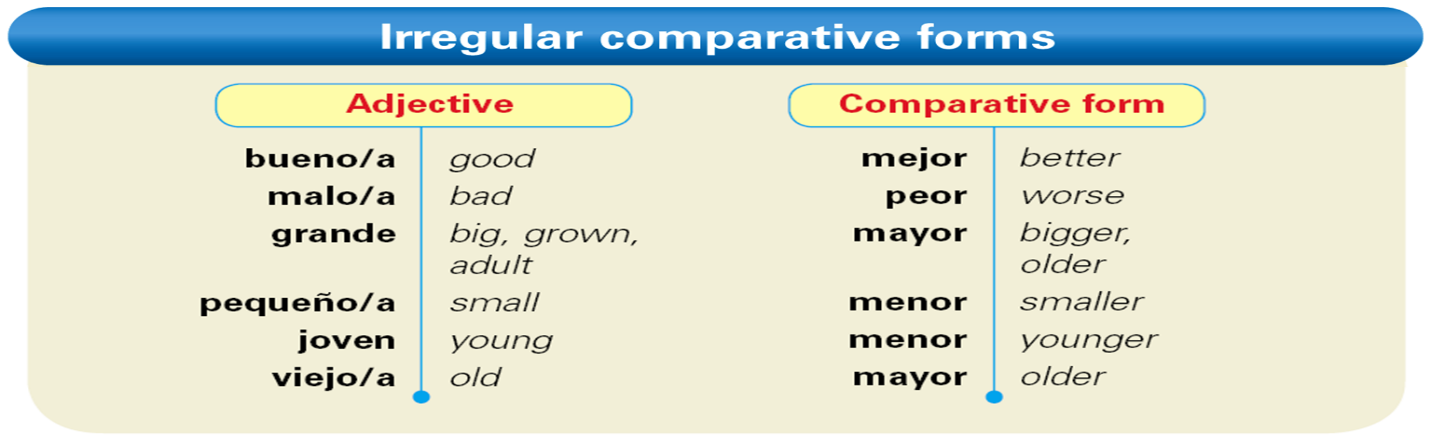 Irregular comparative forms
Adjective Comparative form
bueno/a good mejor better
malo/a bad peor worse
grande big, grown, mayor bigger,
adult older
pequeño/a small menor smaller
joven young menor younger
viejo/a old mayor older